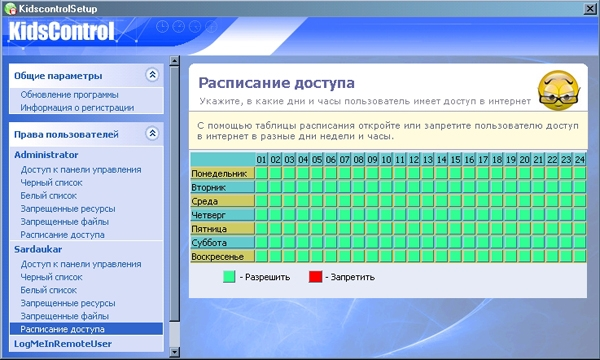 KidscontrolSetup
KidsControl
Общие параметры
Обновление программы
Информация о регистрации
Права пользователей
Administrator
Доступ к панели управления
Черный список
Белый список
Запрещенные ресурсы
Запрещенные файлы
Расписание доступа
Sardaukar
Доступ к панели управления
Черный список
Белый список
Запрещенные ресурсы
Запрещенные файлы
Расписание доступа
LogMeInRemoteUser
Расписание доступа
Укажите, в какие дни и часы пользователь имеет доступ в интернет
С помощью таблицы расписания откройте или запретите пользователю доступ
в интернет в разные дни недели и часы.
01 02 03 04 05 06 07 08 09 10 11 12 13 14 15 16 17 18 19 20 21 22 23 24
Понедельник
Вторник
Среда
Четверг
Пятница
Суббота
Воскресенье
- Разрешить - Запретить